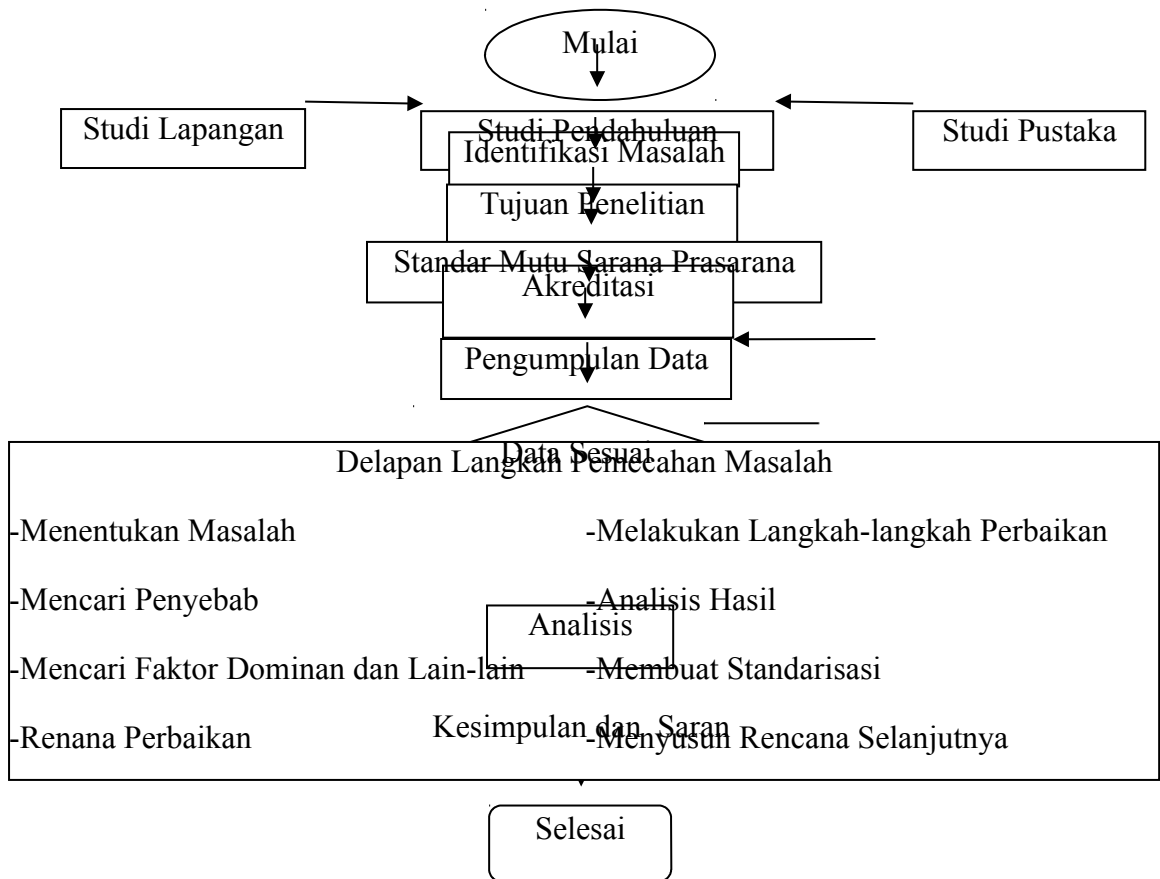 Mulai
Studi Lapangan
Studi Pendahuluan
Studi Pustaka
Identifikasi Masalah
Tujuan Penelitian
Standar Mutu Sarana Prasarana
Akreditasi
Pengumpulan Data
Data Sesuai
Delapan Langkah Pemecahan Masalah
-Menentukan Masalah
-Melakukan Langkah-langkah Perbaikan
-Mencari Penyebab
-Analisis Hasil
Analisis
-Mencari Faktor Dominan dan Lain-lain
-Membuat Standarisasi
Kesimpulan dan Saran
-Renana Perbaikan
-Menyusun Rencana Selanjutnya
Selesai